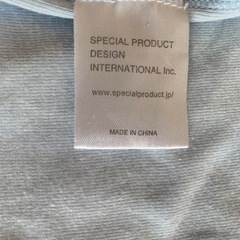 SPECIAL PRODUCT
DESIGN
INTERNATIONAL Inc.
www.specialproduct.jp/
MADE IN CHINA